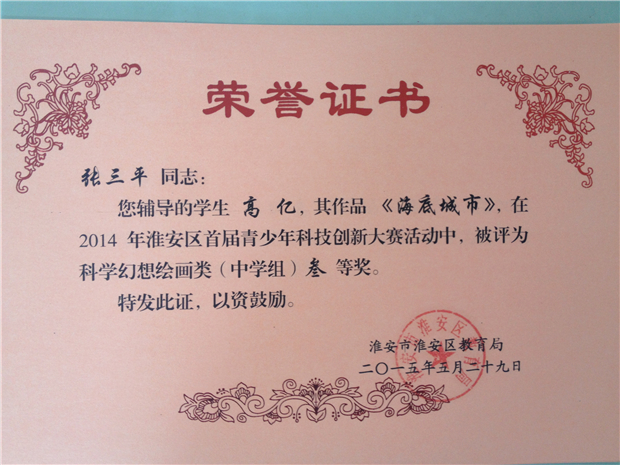 荣誉证书
张三平 同志：
您辅导的学生 高 亿，其作品 《海底城市》，在
2014 年淮安区首届青少年科技创新大赛活动中，被评为
科学幻想绘画类（中学组）叁 等奖。
特发此证，以资鼓励。
淮安市淮安区教育局
二〇一五年五月二十九日